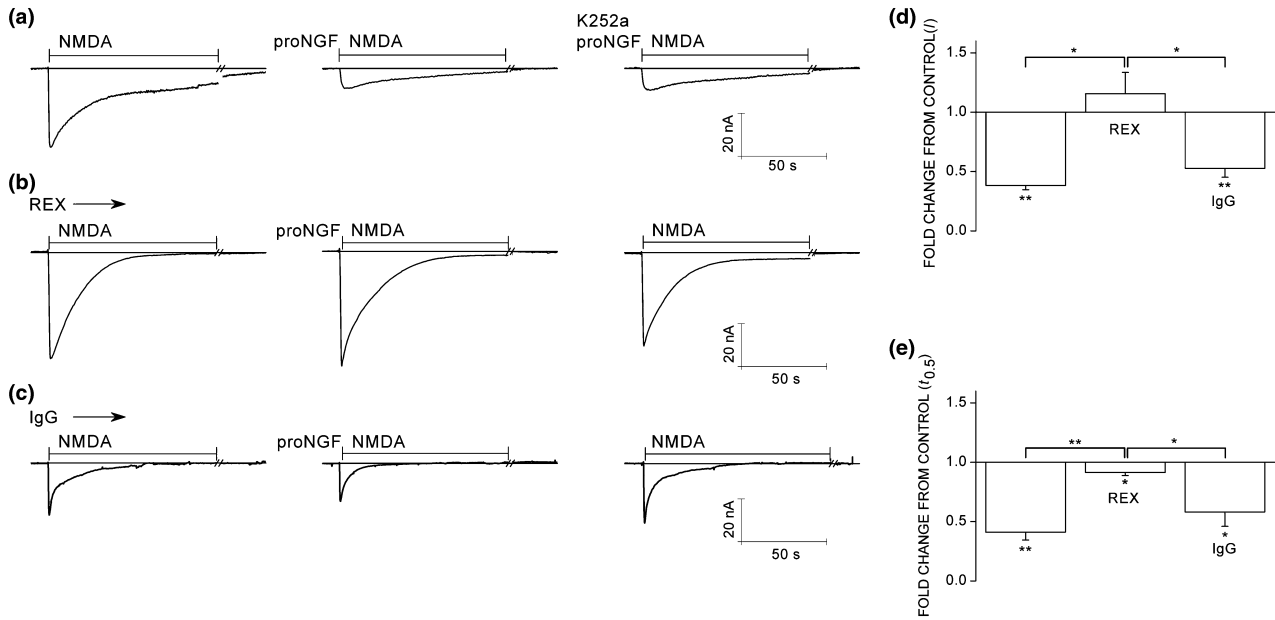 (a)
NMDA
proNGF NMDA
K252a
proNGF NMDA
20 nA
50 s
(b)
REX
NMDA
proNGF NMDA
NMDA
20 nA
50 s
(c)
IgG
NMDA
proNGF NMDA
NMDA
20 nA
50 s
(d)
FOLD CHANGE FROM CONTROL(I)
1.5
1.0
0.5
0.0
* *
REX
**
**
IgG
(e)
FOLD CHANGE FROM CONTROL (t0.5)
1.5
1.0
0.5
0.0
** *
*
REX
**
*
IgG